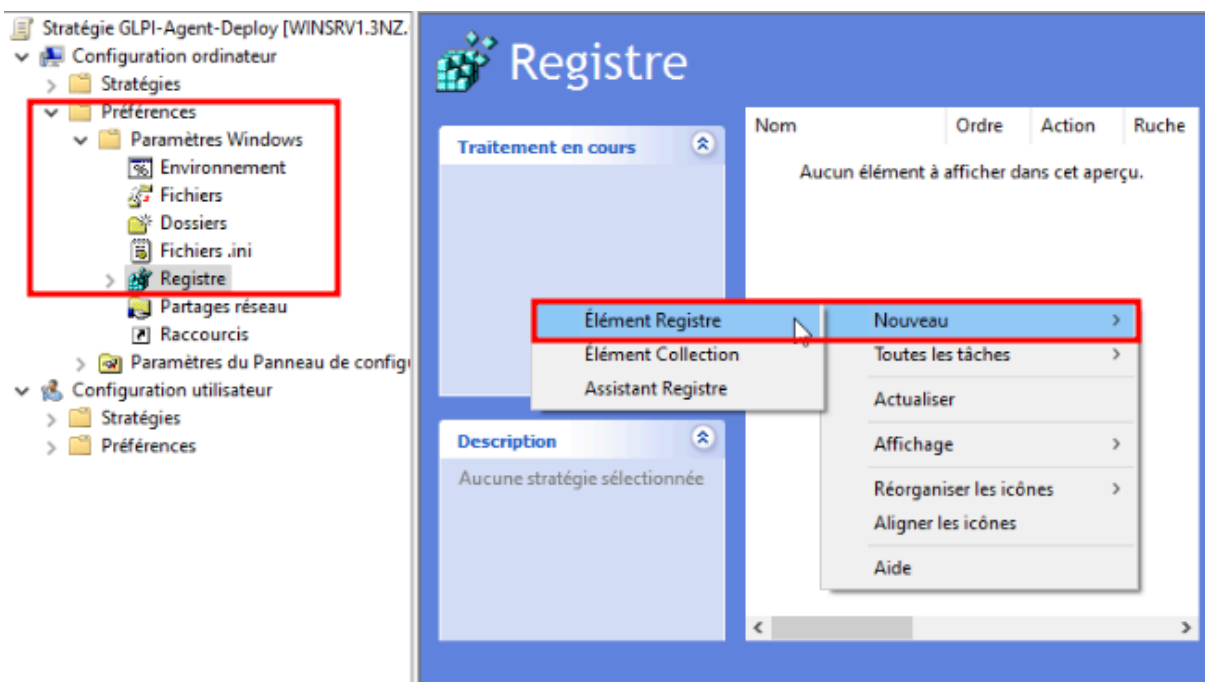 Stratégie GLPI-Agent-Deploy [WINSRV1.3NZ.
Configuration ordinateur
Stratégies
Préférences
Paramètres Windows
Environnement
Fichiers
Dossiers
Fichiers .ini
Registre
Partages réseau
Raccourcis
Paramètres du Panneau de configu
Configuration utilisateur
Stratégies
Préférences
Registre
Traitement en cours
Nom Ordre Action Ruche
Aucun élément à afficher dans cet aperçu.
Élément Registre
Élément Collection
Assistant Registre
Nouveau
Toutes les tâches
Actualiser
Affichage
Réorganiser les icônes
Aligner les icônes
Aide
Description
Aucune stratégie sélectionnée